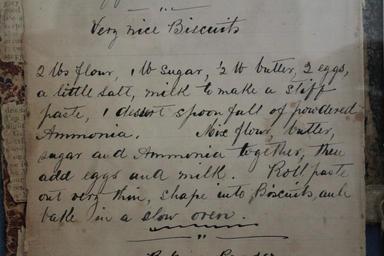 Very nice Biscuits
2 lbs flour, 1 lb sugar, ½ lb butter, 2 eggs,
a little salt, milk to make a stiff
paste, 1 desert spoonfull of powdered
Ammonia. Mix flour, butter,
sugar and Ammonia together, then
add eggs and milk. Roll paste
out very thin, shape into Biscuits, and
bake in a slow oven.
"
Powder